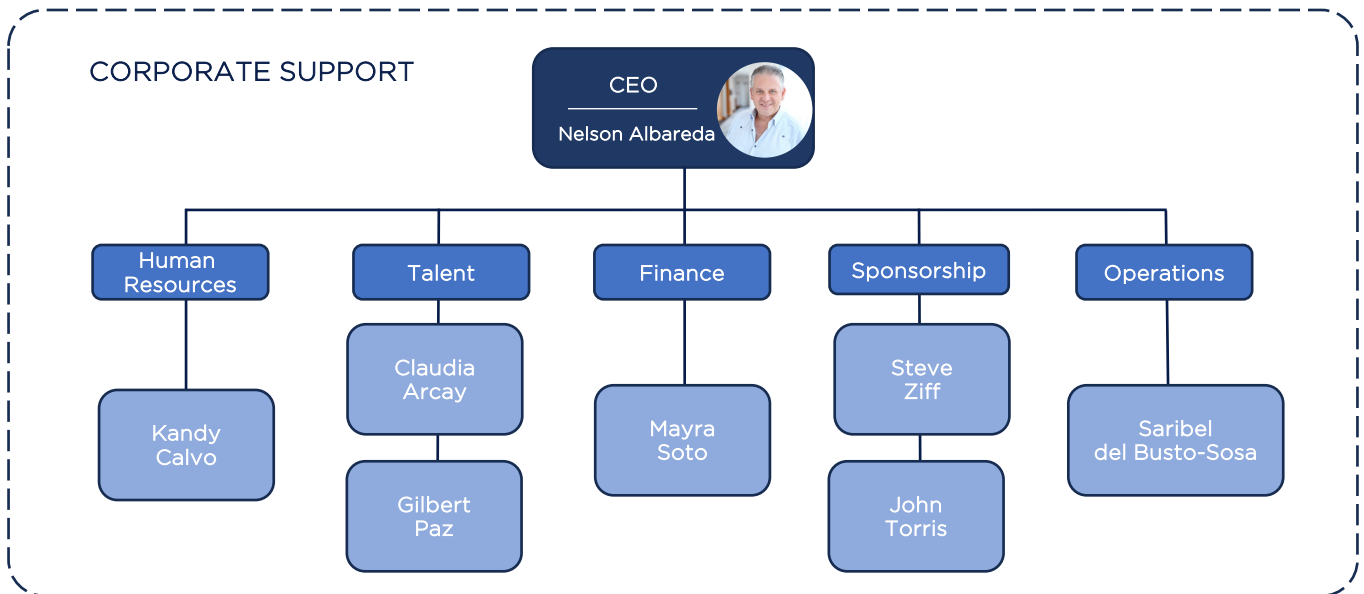 CORPORATE SUPPORT
CEO
Nelson Albareda
Human
Resources
Talent
Finance
Sponsorship
Operations
Claudia
Arcay
Steve
Ziff
Kandy
Calvo
Mayra
Soto
Saribel
del Busto-Sosa
Gilbert
Paz
John
Torris